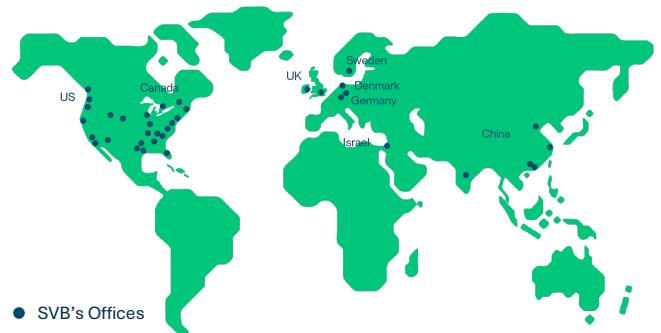 Sweden
UK
Canada
Denmark
US
Germany
China
Israel
SVB's Offices